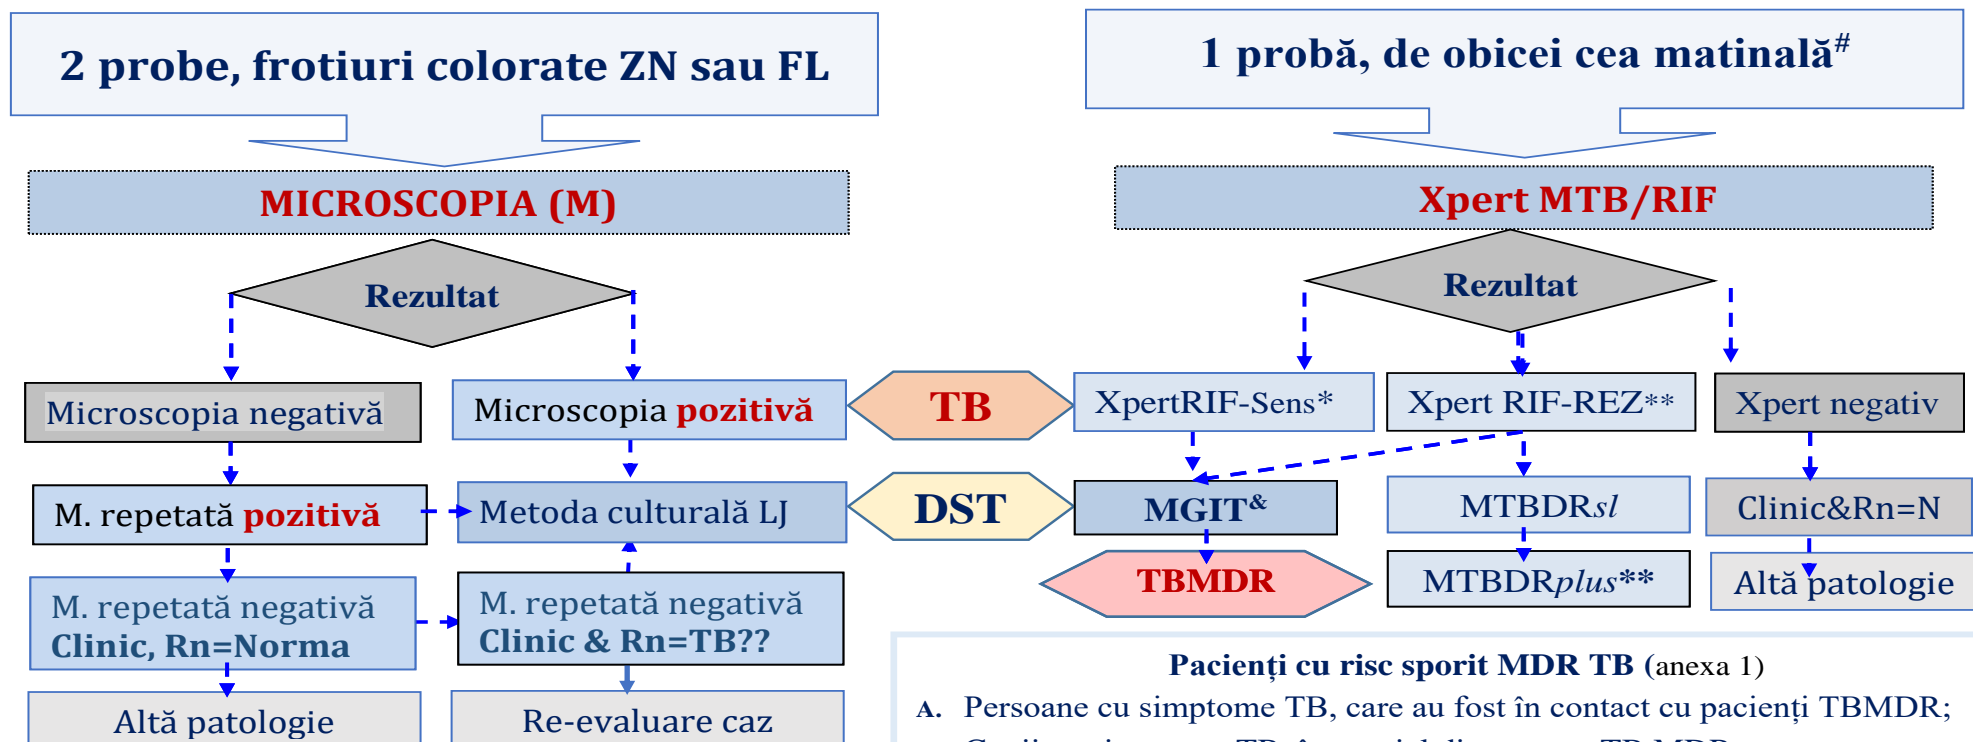 2 probe, frotiuri colorate ZN sau FL
1 probă, de obicei cea matinală#
MICROSCOPIA (M)
Xpert MTB/RIF
Rezultat
Rezultat
Microscopia negativă
Microscopia pozitivă
TB
XpertRIF-Sens*
Xpert RIF-REZ**
Xpert negativ
M. repetată pozitivă
Metoda culturală LJ
DST
MGIT&
MTBDRsl
Clinic&Rn=N
TBMDR
MTBDRplus**
Altă patologie
M. repetată negativă
Clinic, Rn=Norma
M. repetată negativă
Clinic & Rn=TB??
Altă patologie
Re-evaluare caz
Pacienți cu risc sporit MDR TB (anexa 1)
A. Persoane cu simptome TB, care au fost în contact cu pacienți TBMDR;